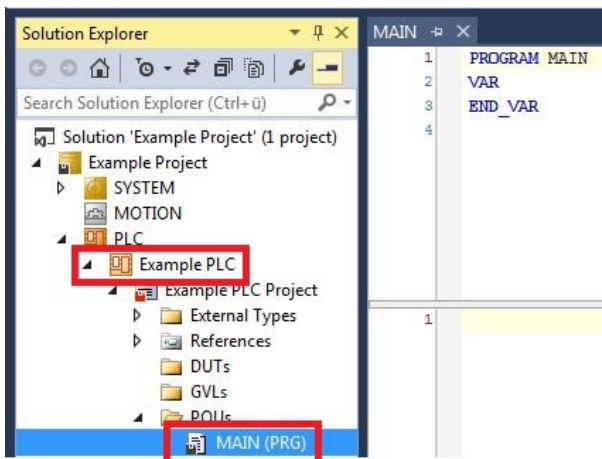 Solution Explorer
Search Solution Explorer (Ctrl+ü)
Solution 'Example Project' (1 project)
Example Project
SYSTEM
MOTION
PLC
Example PLC
Example PLC Project
External Types
References
DUTs
GVLs
POUs
MAIN (PRG)
MAIN
1 PROGRAM MAIN
2 VAR
3 END_VAR
4
1